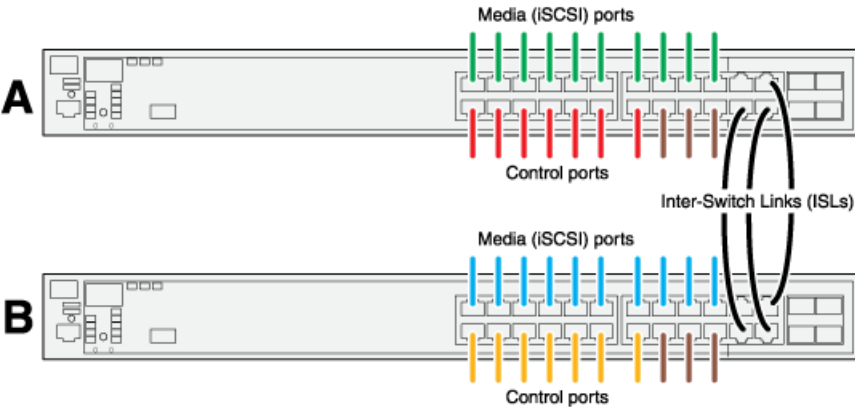 Media (iSCSI) ports
A
Control ports
Inter-Switch Links (ISLs)
Media (iSCSI) ports
B
Control ports